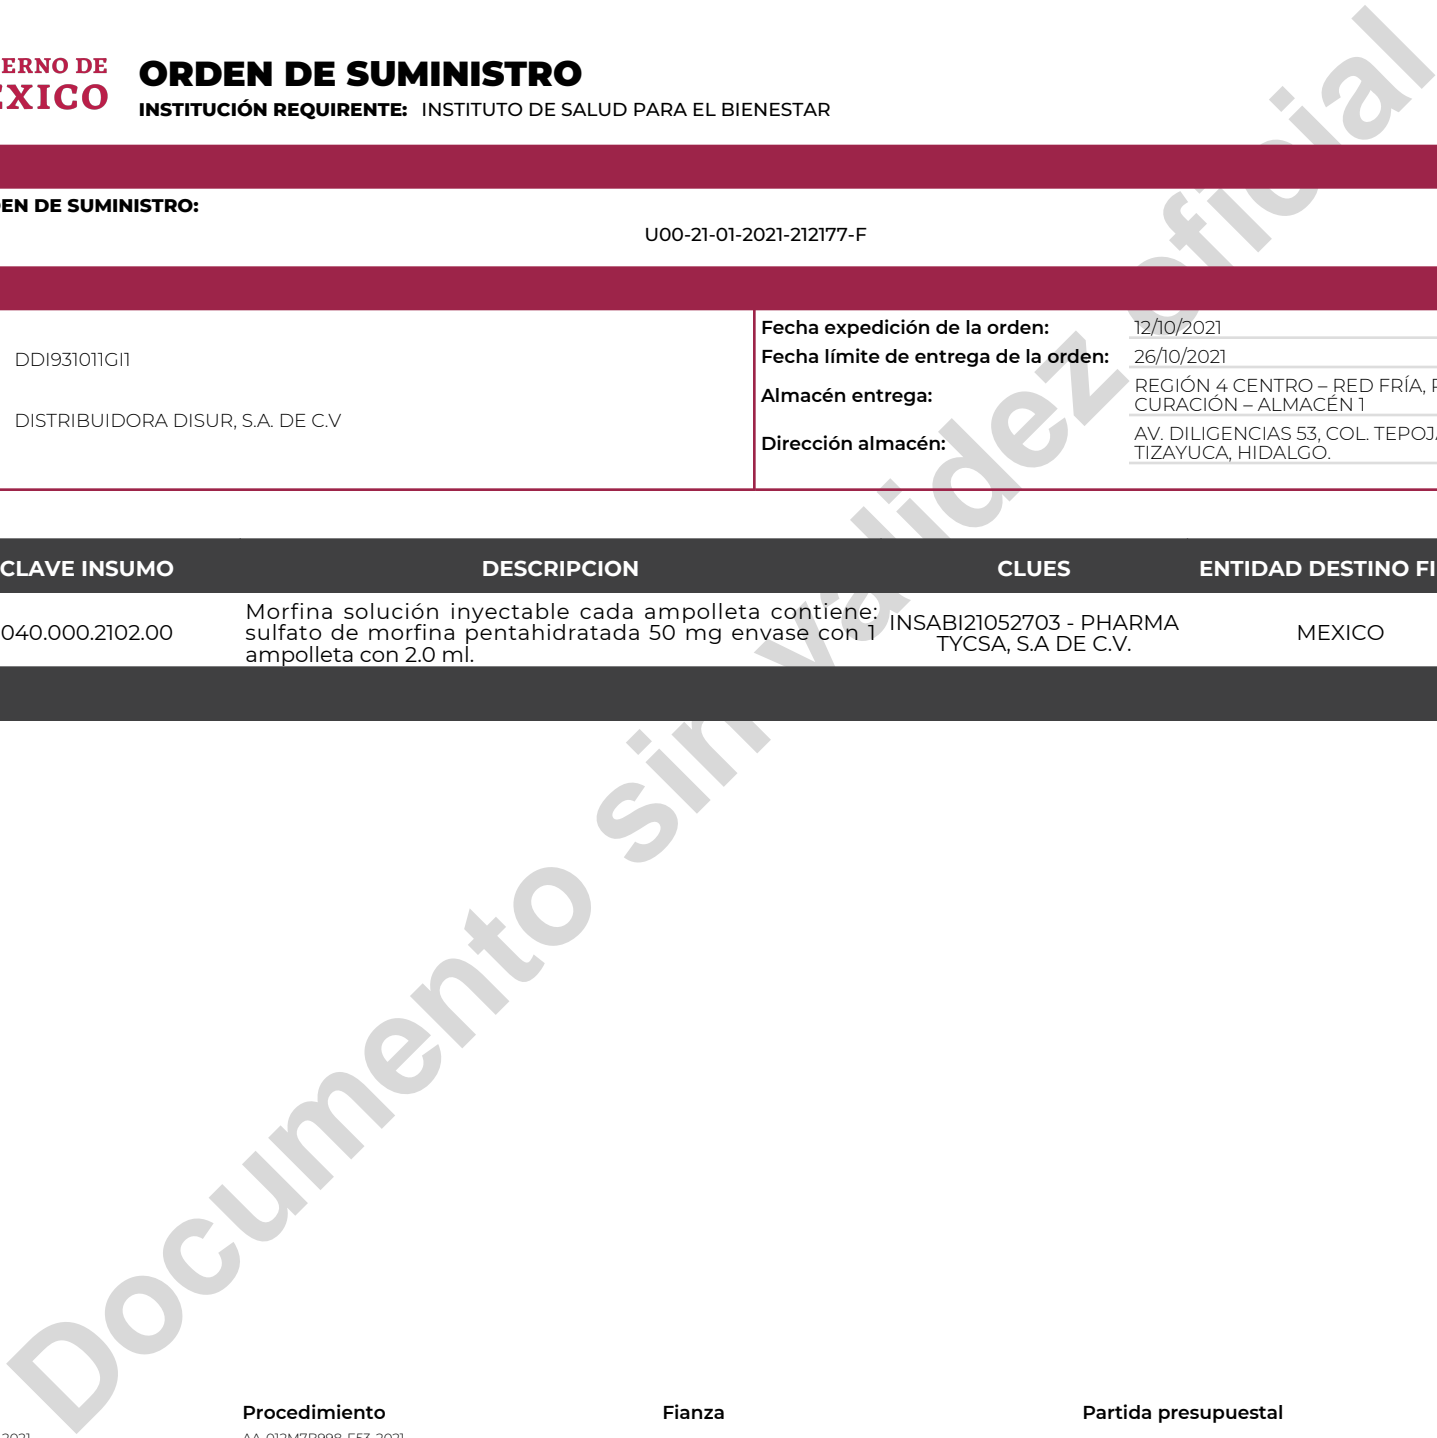 ERNO DE
EXICO
ORDEN DE SUMINISTRO
INSTITUCIÓN REQUIRENTE: INSTITUTO DE SALUD PARA EL BIENESTAR
EN DE SUMINISTRO:
U00-21-01-2021-212177-F
DDI931011GI1
DISTRIBUIDORA DISUR, S.A. DE C.V
Fecha expedición de la orden: 12/10/2021
Fecha límite de entrega de la orden: 26/10/2021
Almacén entrega: REGIÓN 4 CENTRO – RED FRÍA,
CURACIÓN – ALMACÉN 1
Dirección almacén: AV. DILIGENCIAS 53, COL. TEPOJ
TIZAYUCA, HIDALGO.
CLAVE INSUMO DESCRIPCION CLUES ENTIDAD DESTINO FI
040.000.2102.00
Morfina solución inyectable cada ampolleta contiene:
sulfato de morfina pentahidratada 50 mg envase con 1
ampolleta con 2.0 ml.
INSABI21052703 - PHARMA
TYCSA, S.A DE C.V.
MEXICO
Documento sin validez oficial
Procedimiento Fianza Partida presupuestal